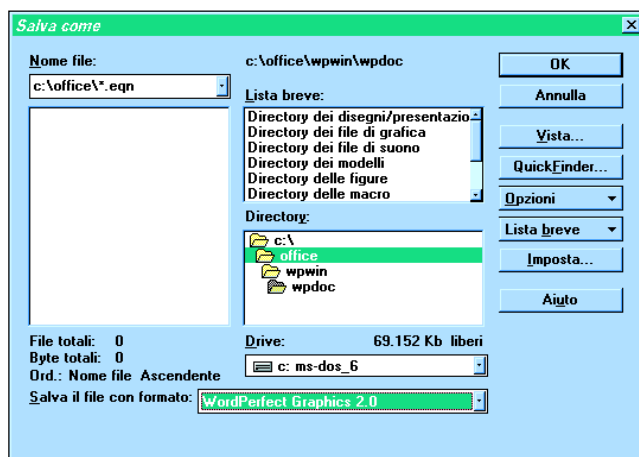 Salva come
Nome file:
c:\office\*.eqn
c:\office\wpwin\wpdoc
Lista breve:
Directory dei disegni/presentazio
Directory dei file di grafica
Directory dei file di suono
Directory dei modelli
Directory delle figure
Directory delle macro
Directory:
c:\
office
wpwin
wpdoc
File totali: 0
Byte totali: 0
Ord.: Nome file Ascendente
Drive: 69.152 Kb liberi
c: ms-dos_6
Salva il file con formato: WordPerfect Graphics 2.0
OK
Annulla
Vista...
QuickFinder...
Opzioni
Lista breve
Imposta...
Aiuto